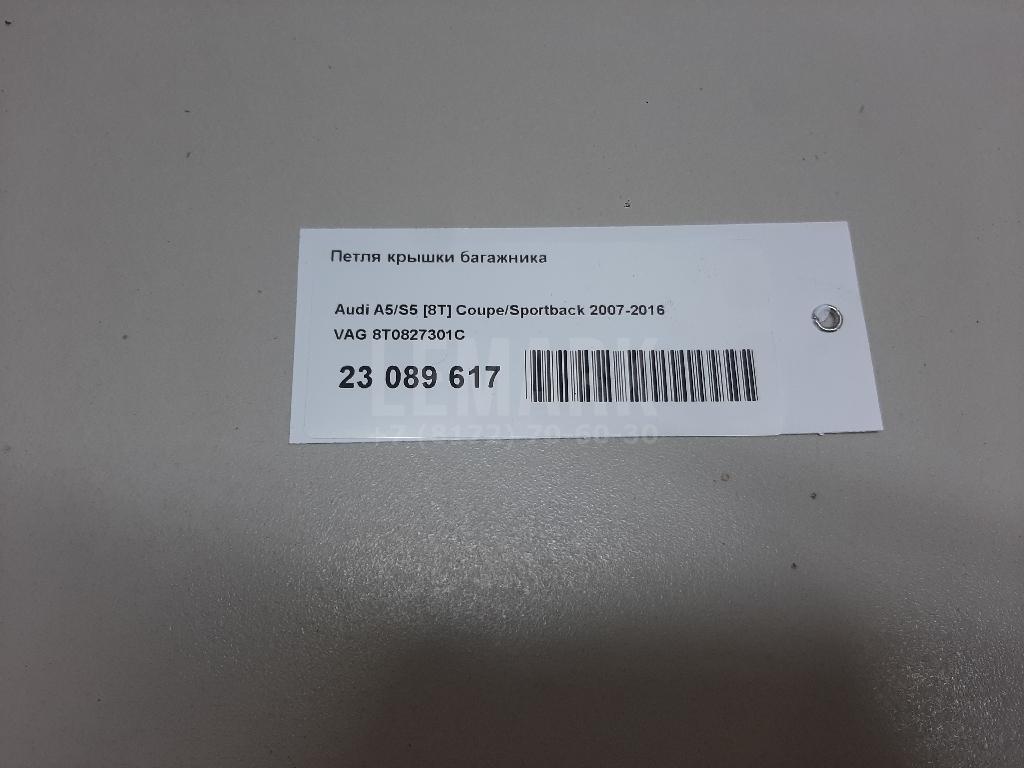 Петля крышки багажника
Audi A5/S5 [8T] Coupe/Sportback 2007-2016
VAG 8T0827301C
23 089 617
LEMARK
+7 (8172) 70-60-30